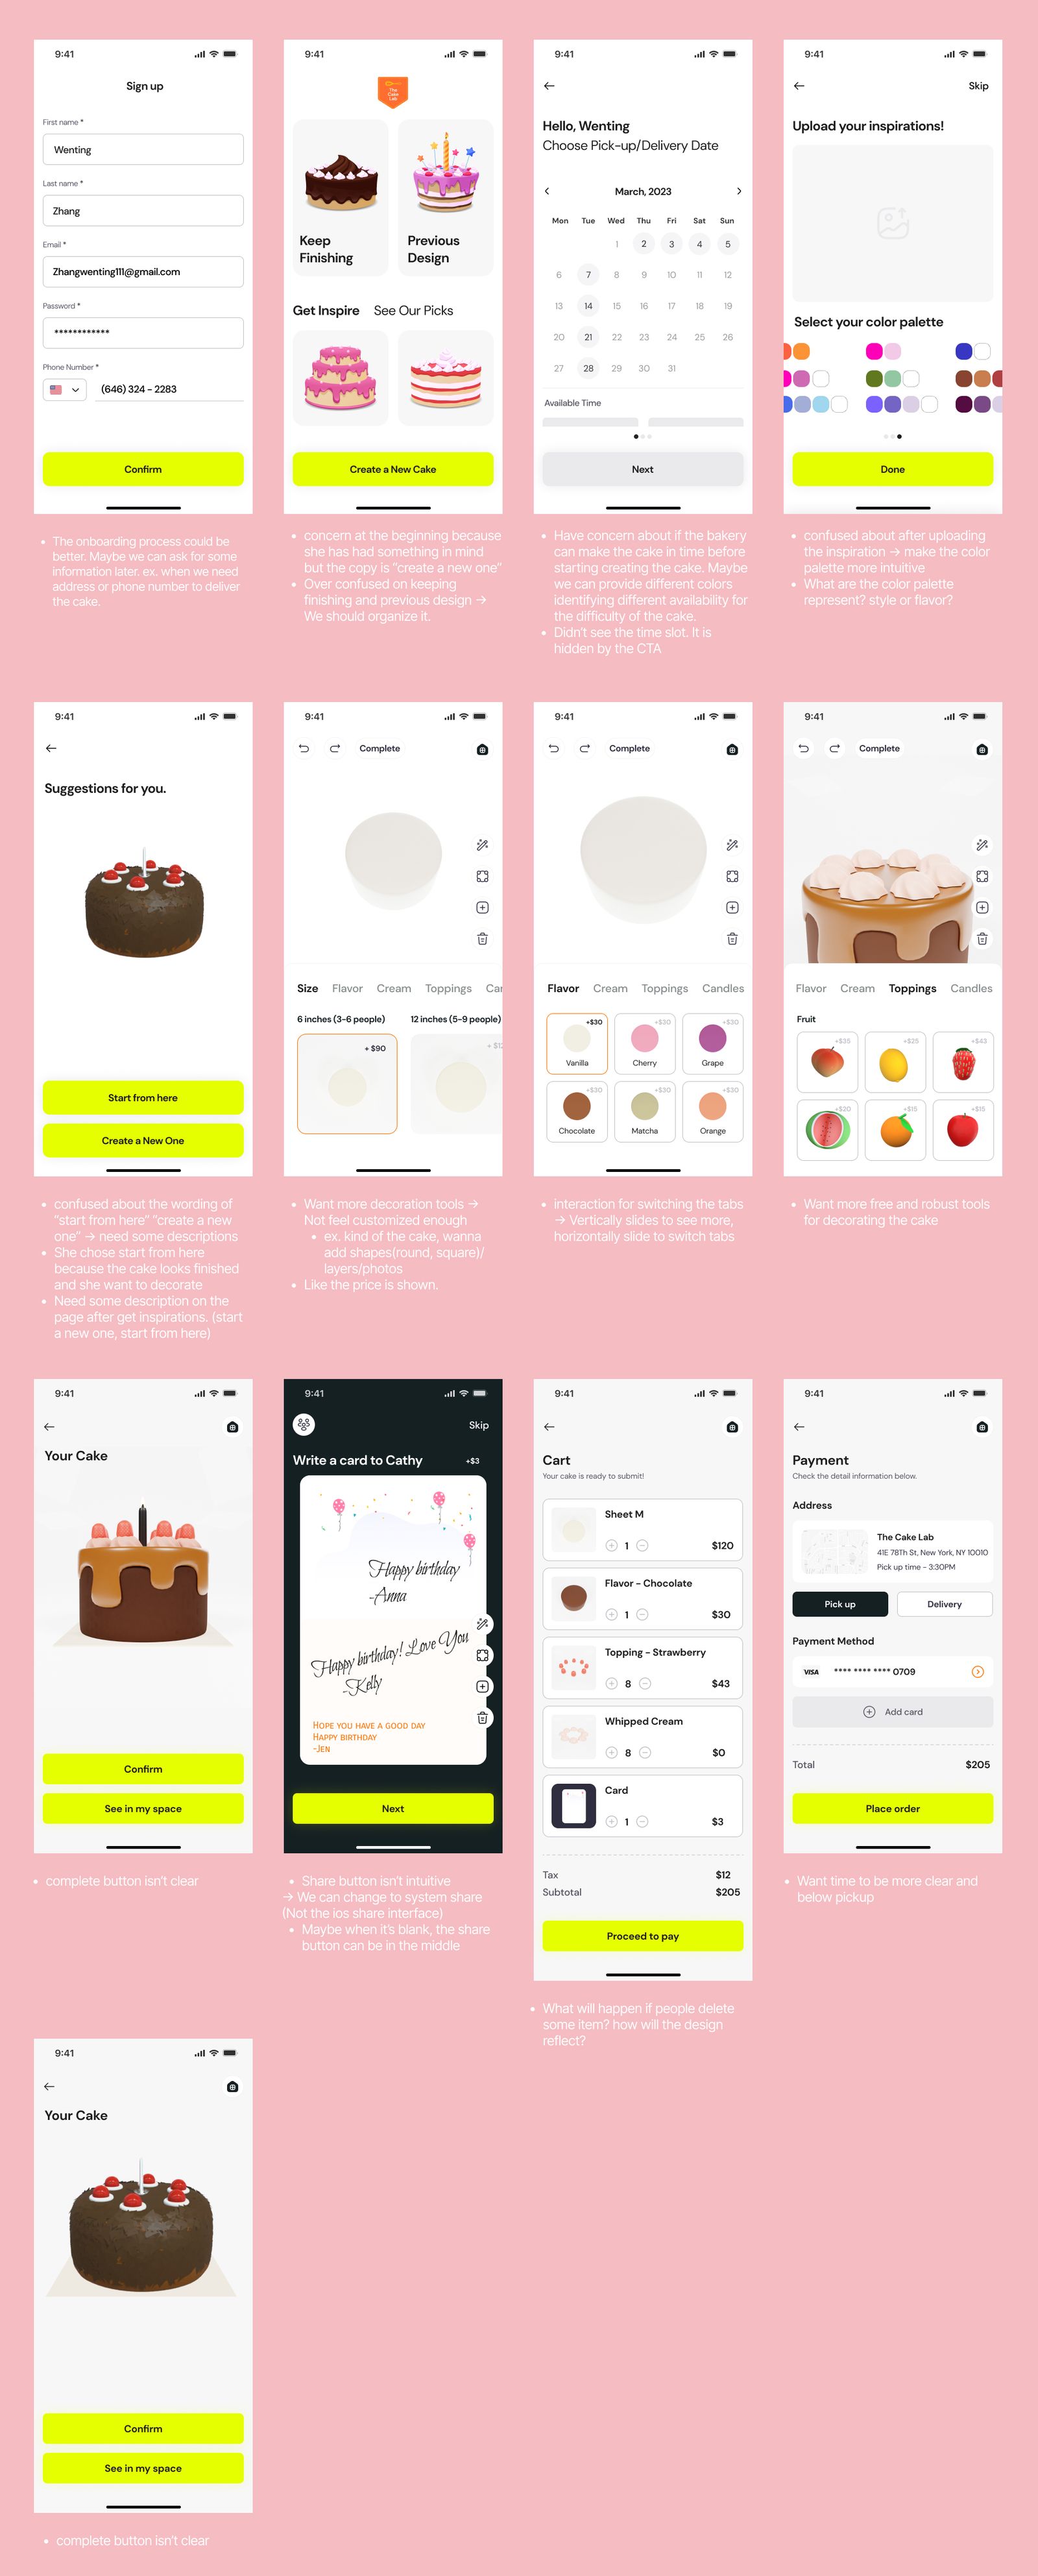 9:41
Sign up
First name *
Wenting
Last name *
Zhang
Email *
Zhangwenting111@gmail.com
Password *
************
Phone Number *
(646) 324 - 2283
Confirm
• The onboarding process could be
better. Maybe we can ask for some
information later. ex. when we need
address or phone number to deliver
the cake.
9:41
The
Cake
Lab
Keep
Finishing
Previous
Design
Get Inspire
See Our Picks
Create a New Cake
• concern at the beginning because
she has had something in mind
but the copy is "create a new one"
• Over confused on keeping
finishing and previous design →
We should organize it.
9:41
Hello, Wenting
Choose Pick-up/Delivery Date
March, 2023
Mon Tue Wed Thu Fri Sat Sun
1 2 3 4 5
6 7 8 9 10 11 12
13 14 15 16 17 18 19
20 21 22 23 24 25 26
27 28 29 30 31
Available Time
Next
• Have concern about if the bakery
can make the cake in time before
starting creating the cake. Maybe
we can provide different colors
identifying different availability for
the difficulty of the cake.
• Didn't see the time slot. It is
hidden by the CTA
9:41
Skip
Upload your inspirations!
Select your color palette
Done
• confused about after uploading
the inspiration → make the color
palette more intuitive
• What are the color palette
represent? style or flavor?
9:41
Suggestions for you.
Start from here
Create a New One
• confused about the wording of
"start from here" "create a new
one" → need some descriptions
• She chose start from here
because the cake looks finished
and she want to decorate
• Need some description on the
page after get inspirations. (start
a new one, start from here)
9:41
Complete
Size Flavor Cream Toppings Car
6 inches (3-6 people) 12 inches (5-9 people)
+ $90 + $12
• Want more decoration tools →
Not feel customized enough
• ex. kind of the cake, wanna
add shapes(round, square)/
layers/photos
• Like the price is shown.
9:41
Complete
Flavor Cream Toppings Candles
+$30 +$30 +$30
Vanilla Cherry Grape
+$30 +$30 +$30
Chocolate Matcha Orange
• interaction for switching the tabs
→ Vertically slides to see more,
horizontally slide to switch tabs
9:41
Complete
Flavor Cream Toppings Candles
Fruit
+$35 +$25 +$43
+$20 +$15 +$15
• Want more free and robust tools
for decorating the cake
9:41
Your Cake
Confirm
See in my space
• complete button isn't clear
9:41
Skip
Write a card to Cathy +$3
Happy birthday
-Anna
Happy birthday! Love You
-Kelly
Hope you have a good day
Happy birthday
-Jen
Next
• Share button isn't intuitive
→ We can change to system share
(Not the ios share interface)
• Maybe when it's blank, the share
button can be in the middle
9:41
Cart
Your cake is ready to submit!
Sheet M
1 $120
Flavor - Chocolate
1 $30
Topping - Strawberry
8 $43
Whipped Cream
8 $0
Card
1 $3
Tax $12
Subtotal $205
Proceed to pay
• What will happen if people delete
some item? how will the design
reflect?
9:41
Payment
Check the detail information below.
Address
The Cake Lab
41E 78Th St, New York, NY 10010
Pick up time - 3:30PM
Pick up Delivery
Payment Method
VISA **** **** **** 0709
Add card
Total $205
Place order
• Want time to be more clear and
below pickup
9:41
Your Cake
Confirm
See in my space
• complete button isn't clear